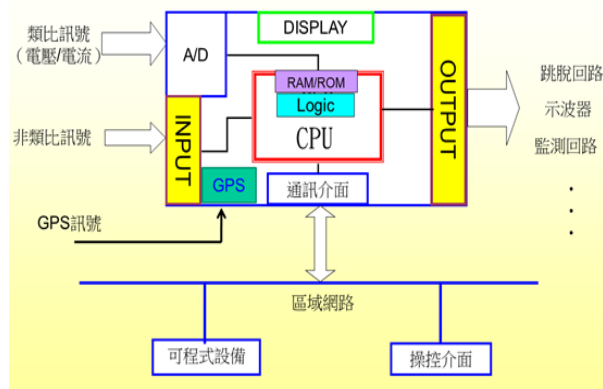 類比訊號
（電壓/電流）
A/D
DISPLAY
RAM/ROM
Logic
CPU
INPUT
OUTPUT
跳脫回路
示波器
監測回路
非類比訊號
GPS
通訊介面
GPS訊號
區域網路
可程式設備
操控介面